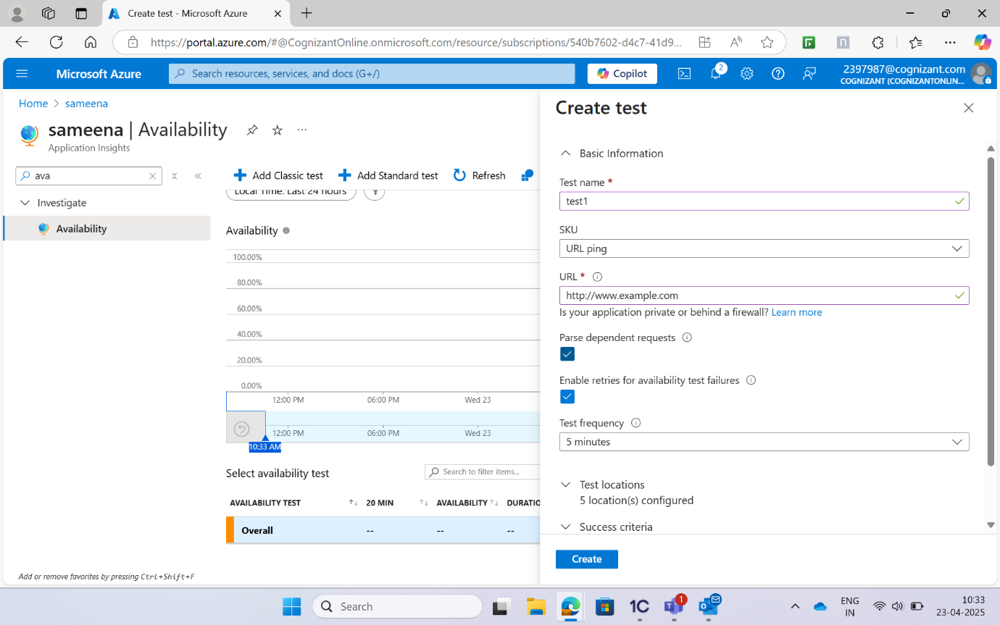 Create test - Microsoft Azure
https://portal.azure.com/#@CognizantOnline.onmicrosoft.com/resource/subscriptions/540b7602-d4c7-41d9...
Microsoft Azure
Search resources, services, and docs (G+/)
Copilot
2
2397987@cognizant.com
COGNIZANT (COGNIZANTONLIN...
Home > sameena
sameena | Availability
Application Insights
ava
Investigate
Availability
Add or remove favorites by pressing Ctrl+Shift+F
Add Classic test
Add Standard test
Refresh
Local Time: Last 24 hours
Availability
100.00%
80.00%
60.00%
40.00%
20.00%
0.00%
12:00 PM 06:00 PM Wed 23
12:00 PM 06:00 PM Wed 23
10:33 AM
Select availability test
Search to filter items...
AVAILABILITY TEST 20 MIN AVAILABILITY DURATIO
Overall -- -- --
Create test
Basic Information
Test name *
test1
SKU
URL ping
URL *
http://www.example.com
Is your application private or behind a firewall? Learn more
Parse dependent requests
Enable retries for availability test failures
Test frequency
5 minutes
Test locations
5 location(s) configured
Success criteria
Create
Search
1C
1
ENG
IN
10:33
23-04-2025